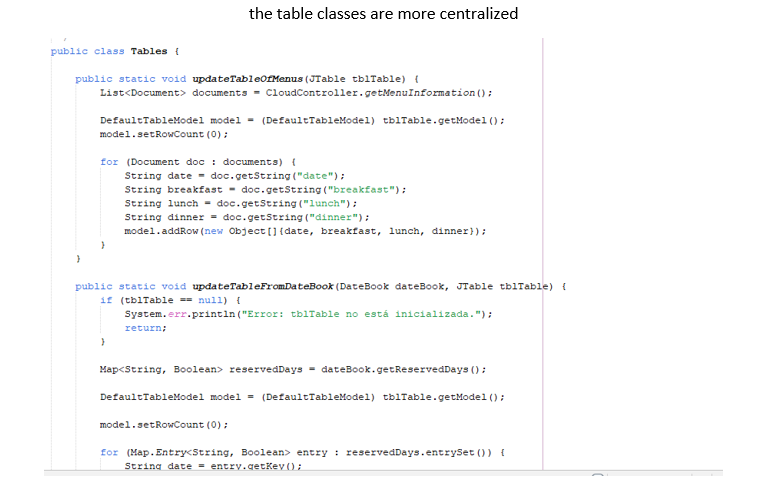 the table classes are more centralized
public class Tables {
public static void updateTableOfMenus(JTable tblTable) {
List<Document> documents = CloudController.getMenuInformation();
DefaultTableModel model = (DefaultTableModel) tblTable.getModel();
model.setRowCount(0);
for (Document doc : documents) {
String date = doc.getString("date");
String breakfast = doc.getString("breakfast");
String lunch = doc.getString("lunch");
String dinner = doc.getString("dinner");
model.addRow(new Object[]{date, breakfast, lunch, dinner});
}
}
public static void updateTableFromDateBook(DateBook dateBook, JTable tblTable) {
if (tblTable == null) {
System.err.println("Error: tblTable no está inicializada.");
return;
}
Map<String, Boolean> reservedDays = dateBook.getReservedDays();
DefaultTableModel model = (DefaultTableModel) tblTable.getModel();
model.setRowCount(0);
for (Map.Entry<String, Boolean> entry : reservedDays.entrySet()) {
String date = entry.getKey();